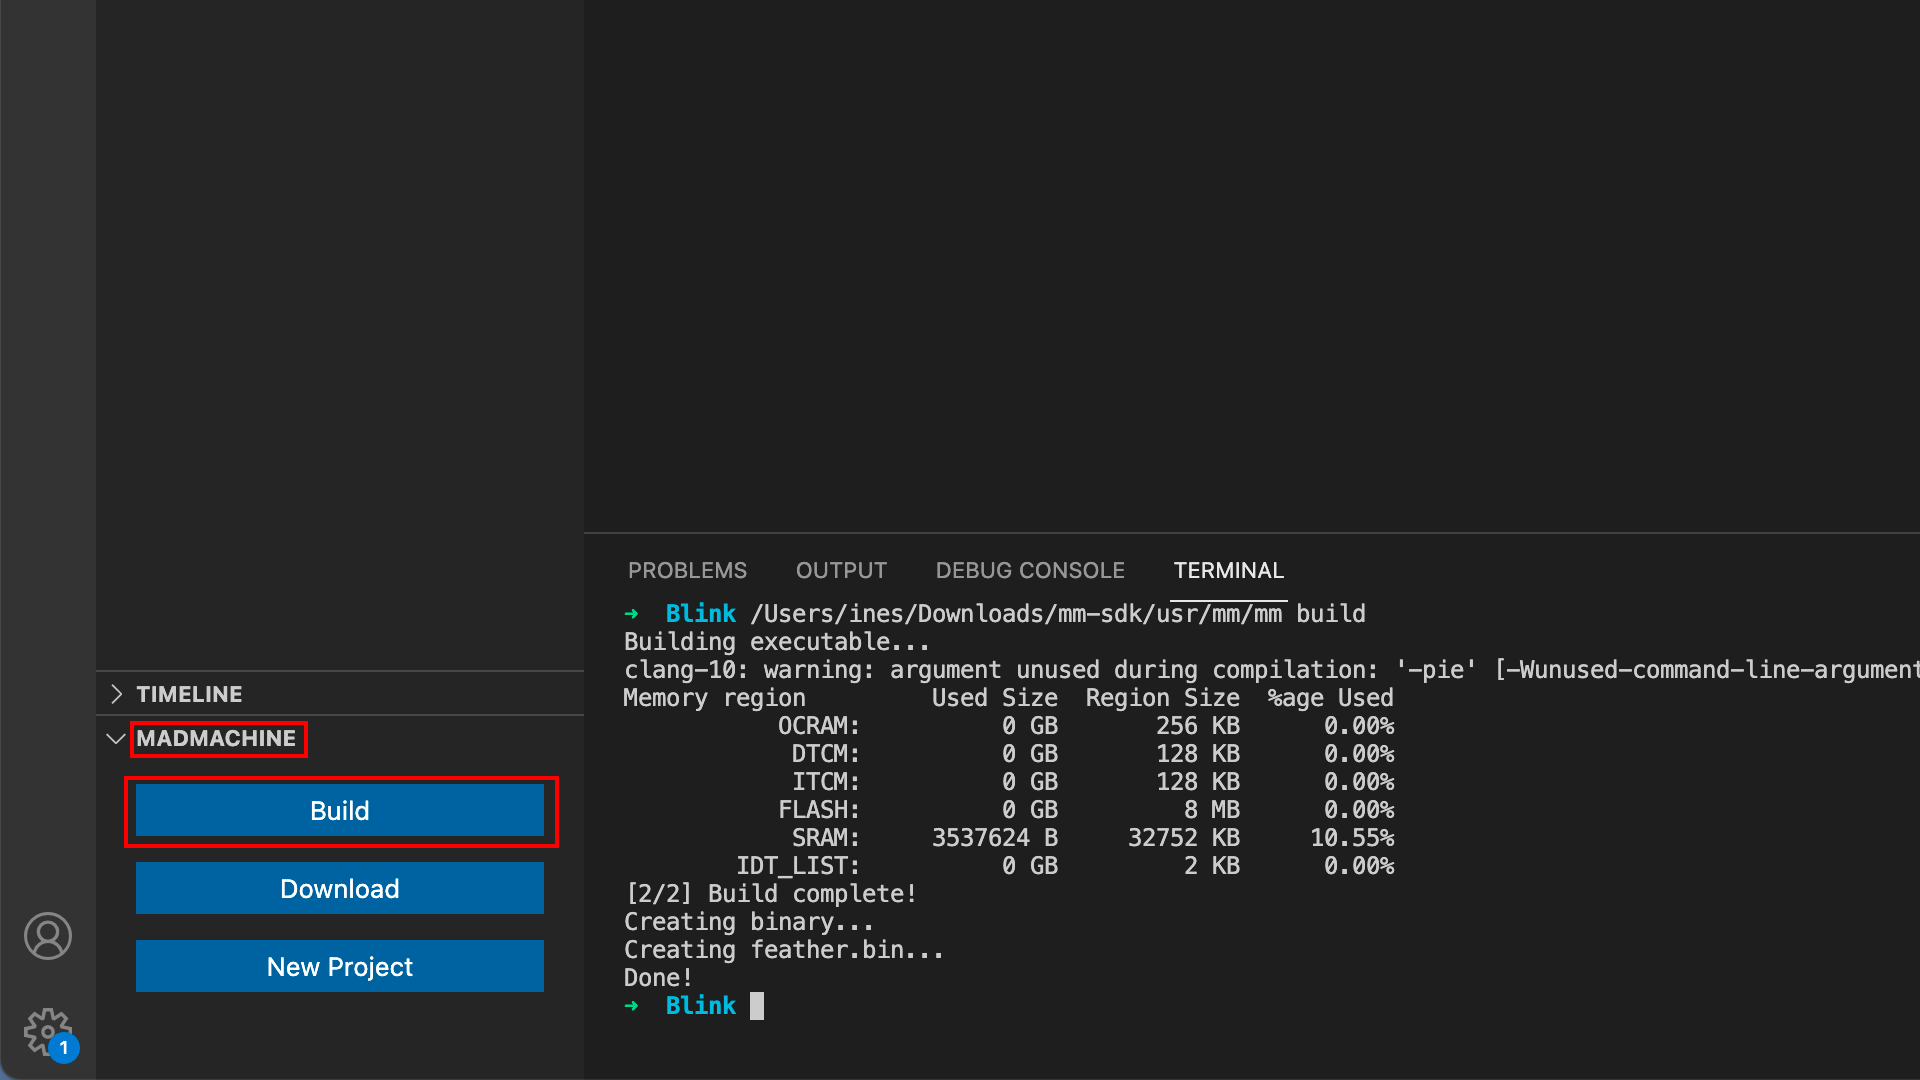 TIMELINE
MADMACHINE
Build
Download
New Project
1
PROBLEMS OUTPUT DEBUG CONSOLE TERMINAL
➜ Blink /Users/ines/Downloads/mm-sdk/usr/mm/mm build
Building executable...
clang-10: warning: argument unused during compilation: '-pie' [-Wunused-command-line-argument
Memory region Used Size Region Size %age Used
OCRAM: 0 GB 256 KB 0.00%
DTCM: 0 GB 128 KB 0.00%
ITCM: 0 GB 128 KB 0.00%
FLASH: 0 GB 8 MB 0.00%
SRAM: 3537624 B 32752 KB 10.55%
IDT_LIST: 0 GB 2 KB 0.00%
[2/2] Build complete!
Creating binary...
Creating feather.bin...
Done!
➜ Blink